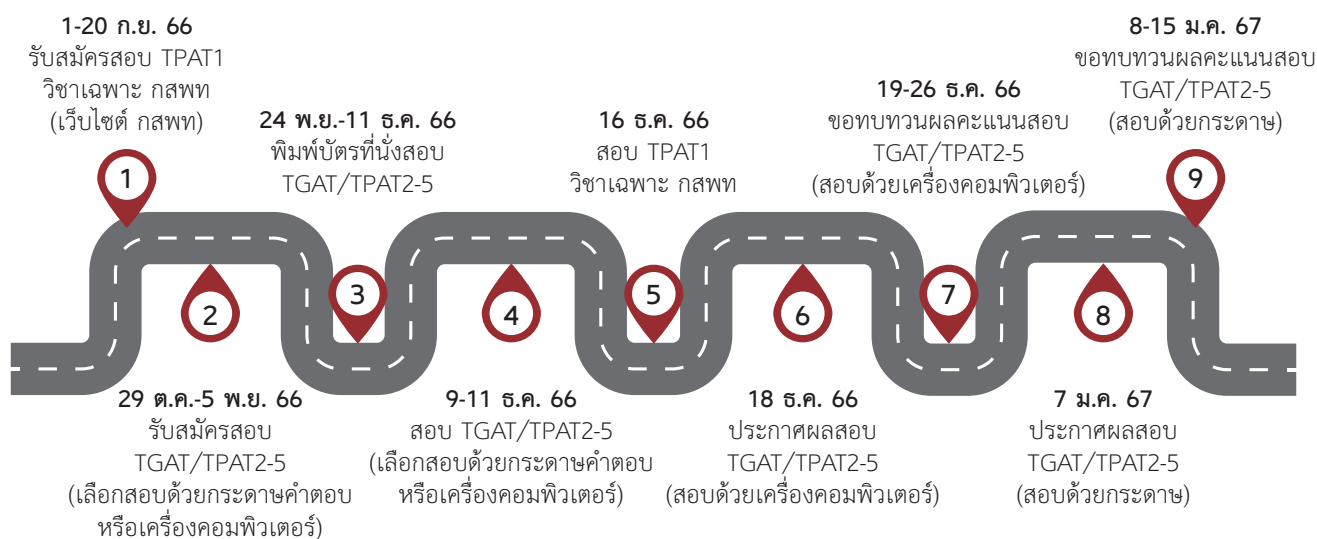 1-20 ก.ย. 66
รับสมัครสอบ TPAT1
วิชาเฉพาะ กสพท
(เว็บไซต์ กสพท)
1
2
29 ต.ค.-5 พ.ย. 66
รับสมัครสอบ
TGAT/TPAT2-5
(เลือกสอบด้วยกระดาษคำตอบ
หรือเครื่องคอมพิวเตอร์)
24 พ.ย.-11 ธ.ค. 66
พิมพ์บัตรที่นั่งสอบ
TGAT/TPAT2-5
3
4
9-11 ธ.ค. 66
สอบ TGAT/TPAT2-5
(เลือกสอบด้วยกระดาษคำตอบ
หรือเครื่องคอมพิวเตอร์)
16 ธ.ค. 66
สอบ TPAT1
วิชาเฉพาะ กสพท
5
6
18 ธ.ค. 66
ประกาศผลสอบ
TGAT/TPAT2-5
(สอบด้วยเครื่องคอมพิวเตอร์)
19-26 ธ.ค. 66
ขอทบทวนผลคะแนนสอบ
TGAT/TPAT2-5
(สอบด้วยเครื่องคอมพิวเตอร์)
7
8
7 ม.ค. 67
ประกาศผลสอบ
TGAT/TPAT2-5
(สอบด้วยกระดาษ)
8-15 ม.ค. 67
ขอทบทวนผลคะแนนสอบ
TGAT/TPAT2-5
(สอบด้วยกระดาษ)
9